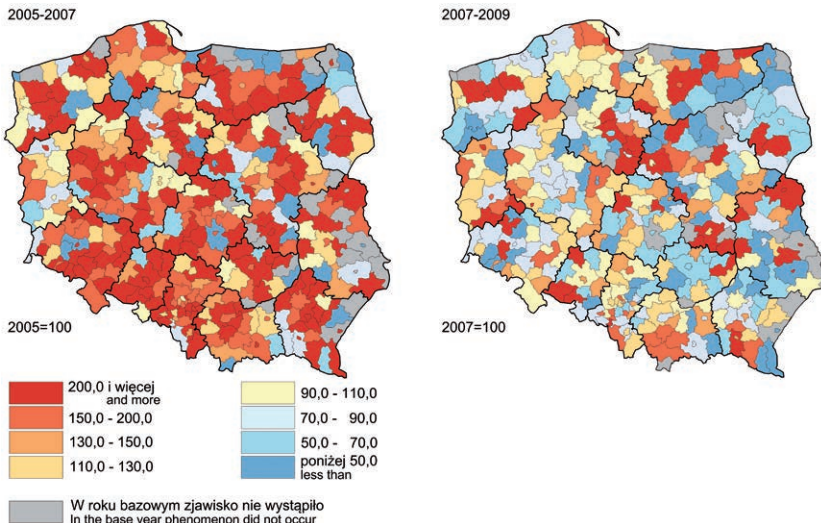 2005-2007
2007-2009
2005=100
2007=100
200,0 i więcej
and more
150,0 - 200,0
130,0 - 150,0
110,0 - 130,0
90,0 - 110,0
70,0 - 90,0
50,0 - 70,0
poniżej 50,0
less than
W roku bazowym zjawisko nie wystąpiło
In the base year phenomenon did not occur